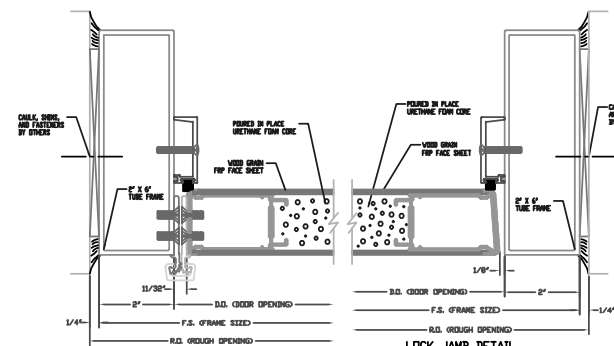 CAULK, SHIMS,
AND FASTENERS
BY OTHERS
POURED IN PLACE
URETHANE FOAM CORE
WOOD GRAIN
FRP FACE SHEET
2" X 6"
TUBE FRAME
11/32"
2"
D.O. (DOOR OPENING)
1/4"
F.S. (FRAME SIZE)
R.O. (ROUGH OPENING)
POURED IN PLACE
URETHANE FOAM CORE
WOOD GRAIN
FRP FACE SHEET
2" X 6"
TUBE FRAME
1/8"
D.O. (DOOR OPENING)
2"
F.S. (FRAME SIZE)
1/4"
R.O. (ROUGH OPENING)
LOCK JAMB DETAIL